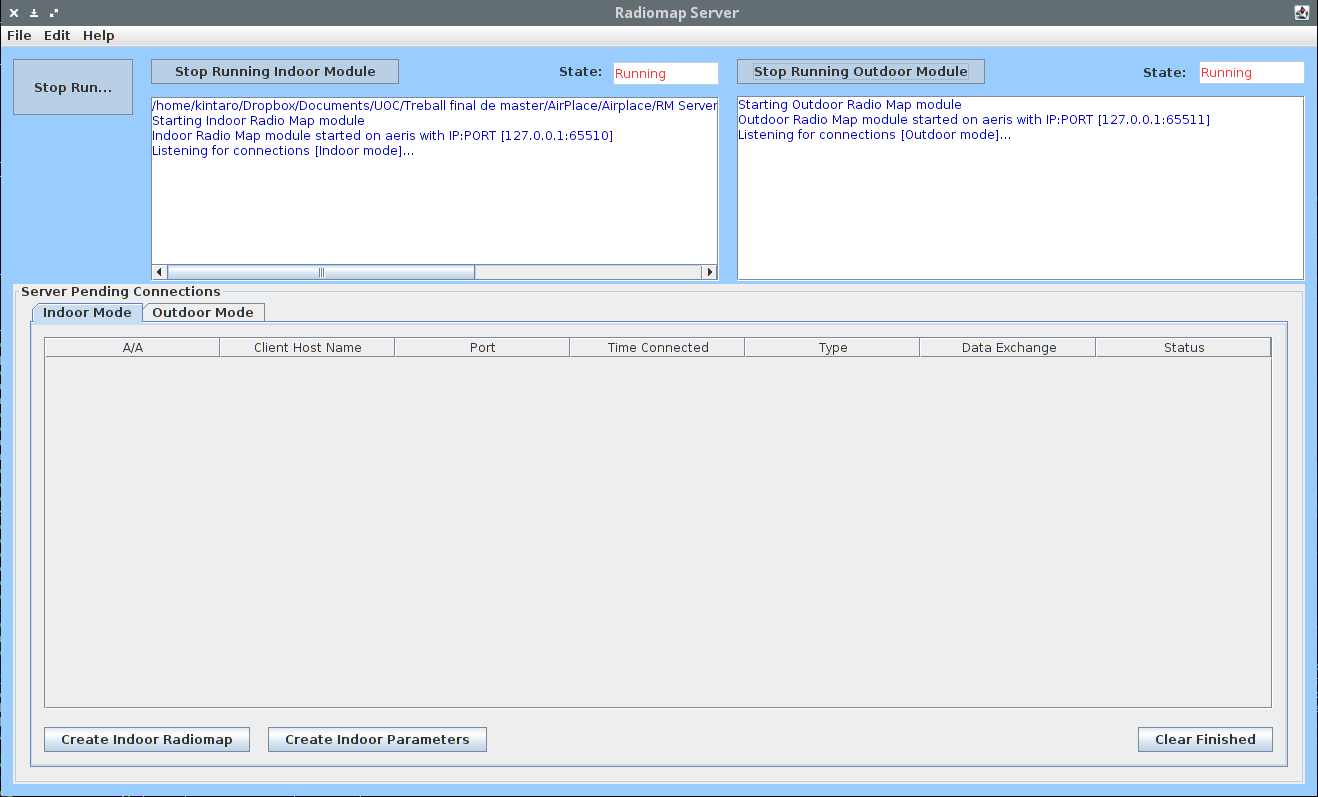 Radiomap Server
File Edit Help
Stop Run...
Stop Running Indoor Module
State: Running
/home/kintaro/Dropbox/Documents/UOC/Treball final de master/AirPlace/Airplace/RM Server
Starting Indoor Radio Map module
Indoor Radio Map module started on aeris with IP:PORT [127.0.0.1:65510]
Listening for connections [Indoor mode]...
Stop Running Outdoor Module
State: Running
Starting Outdoor Radio Map module
Outdoor Radio Map module started on aeris with IP:PORT [127.0.0.1:65511]
Listening for connections [Outdoor mode]...
Server Pending Connections
Indoor Mode Outdoor Mode
A/A Client Host Name Port Time Connected Type Data Exchange Status
Create Indoor Radiomap Create Indoor Parameters Clear Finished